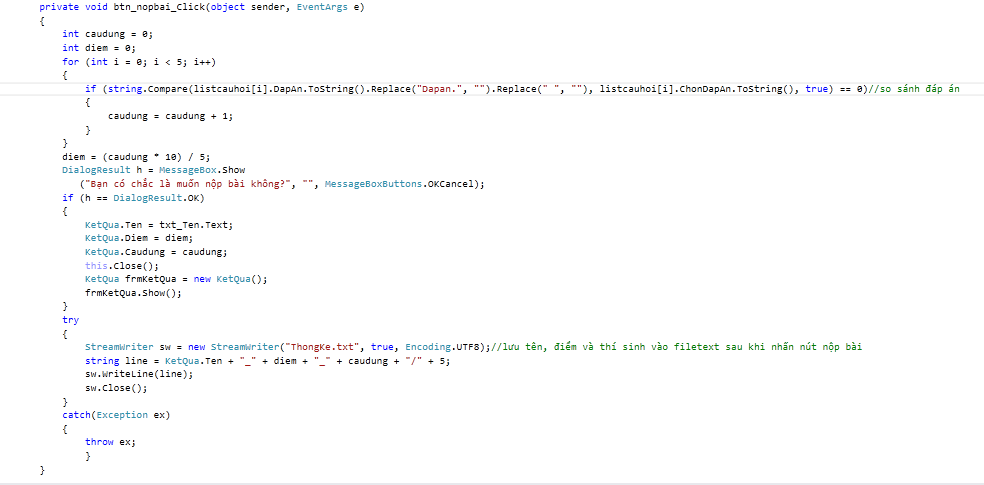 private void btn_nopbai_Click(object sender, EventArgs e)
{
int caudung = 0;
int diem = 0;
for (int i = 0; i < 5; i++)
{
if (string.Compare(listcauhoi[i].DapAn.ToString().Replace("Dapan.", "").Replace(" ", ""), listcauhoi[i].ChonDapAn.ToString(), true) == 0)//so sánh đáp án
{
caudung = caudung + 1;
}
}
diem = (caudung * 10) / 5;
DialogResult h = MessageBox.Show
("Bạn có chắc là muốn nộp bài không?", "", MessageBoxButtons.OKCancel);
if (h == DialogResult.OK)
{
KetQua.Ten = txt_Ten.Text;
KetQua.Diem = diem;
KetQua.Caudung = caudung;
this.Close();
KetQua frmKetQua = new KetQua();
frmKetQua.Show();
}
try
{
StreamWriter sw = new StreamWriter("ThongKe.txt", true, Encoding.UTF8);//lưu tên, điểm và thí sinh vào filetext sau khi nhấn nút nộp bài
string line = KetQua.Ten + "_" + diem + "_" + caudung + "/" + 5;
sw.WriteLine(line);
sw.Close();
}
catch(Exception ex)
{
throw ex;
}
}